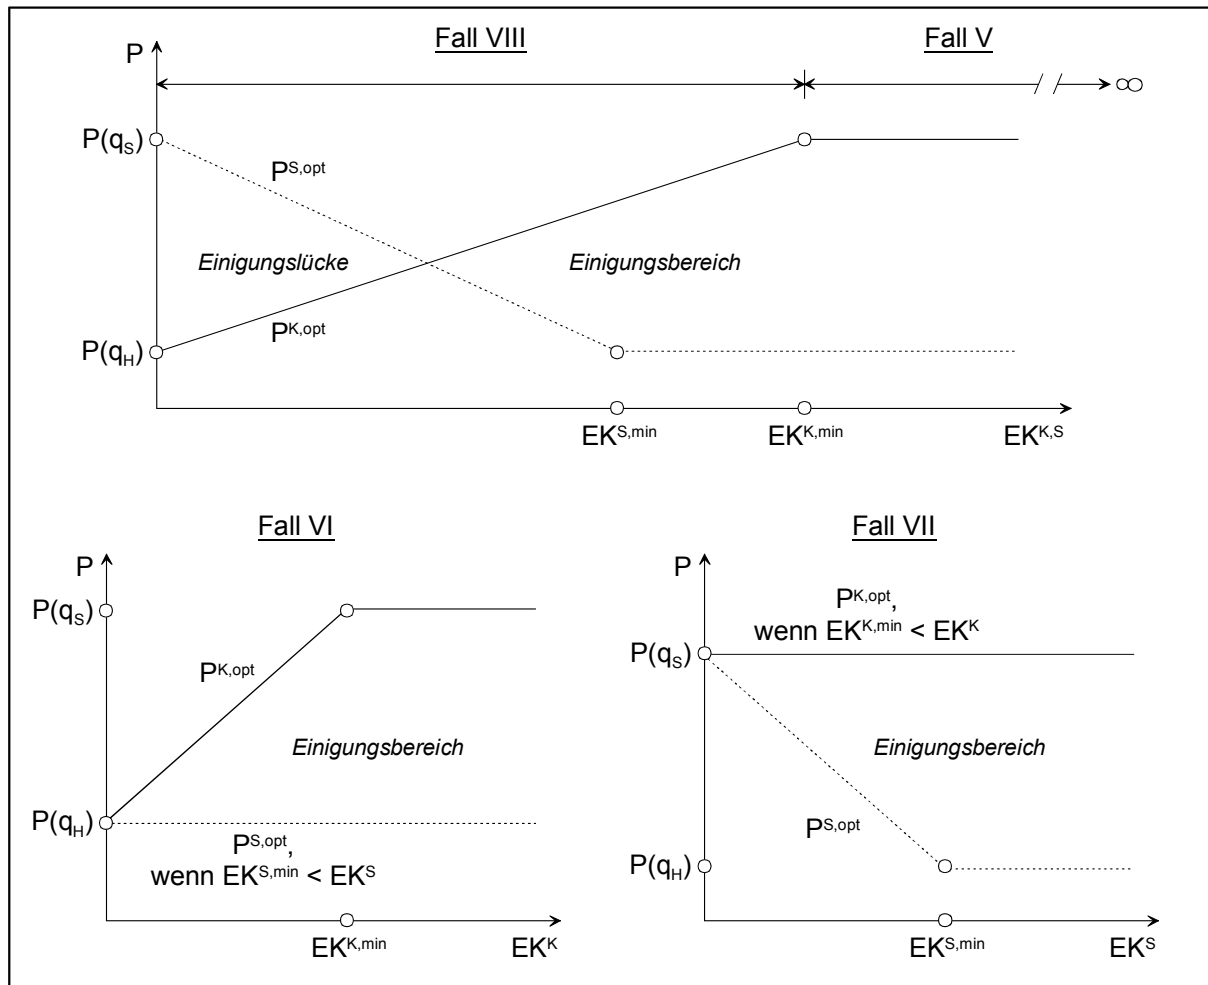 Fall VIII
Fall V
P
∞
P(qS)
PS,opt
Einigungslücke
Einigungsbereich
PK,opt
P(qH)
EKS,min
EKK,min
EKK,S
Fall VI
Fall VII
P
P(qS)
PK,opt
Einigungsbereich
P(qH)
PS,opt,
wenn EKS,min < EKS
EKK,min
EKK
P
PK,opt,
wenn EKK,min < EKK
P(qS)
Einigungsbereich
PS,opt
P(qH)
EKS,min
EKS